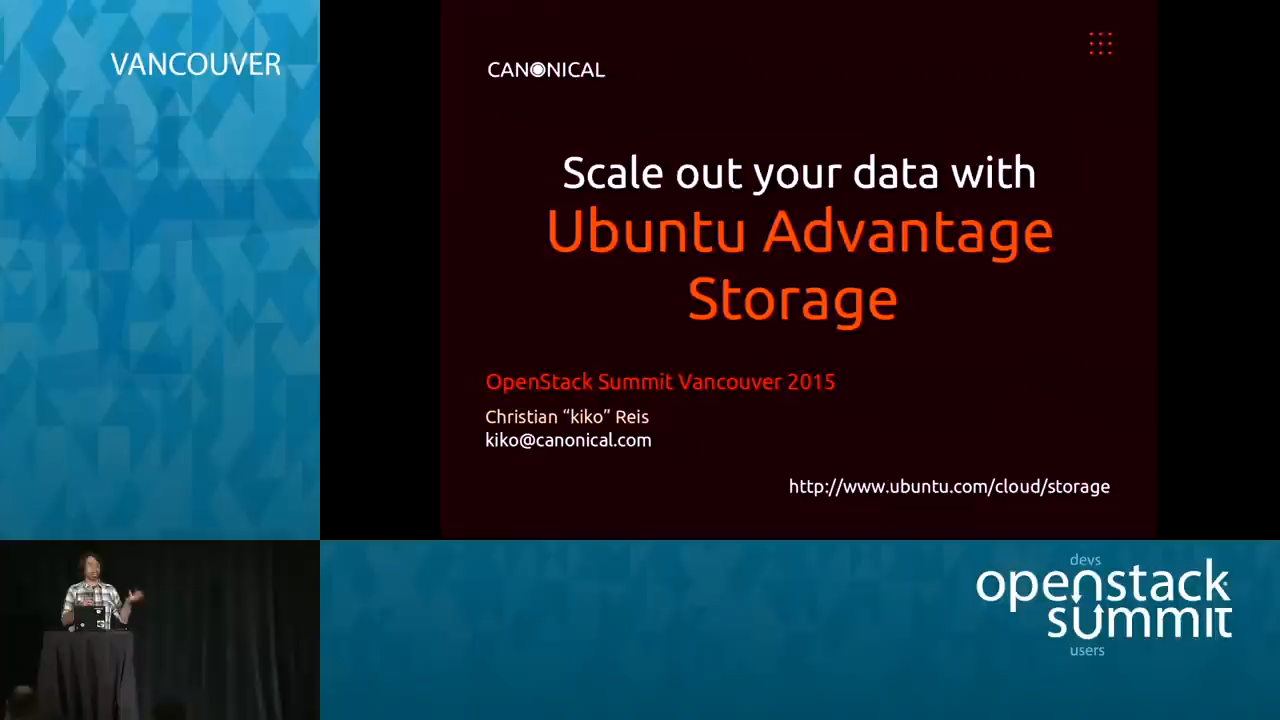 VANCOUVER
CANONICAL
Scale out your data with
Ubuntu Advantage
Storage
OpenStack Summit Vancouver 2015
Christian “kiko” Reis
kiko@canonical.com
http://www.ubuntu.com/cloud/storage
devs
openstack
summit
users